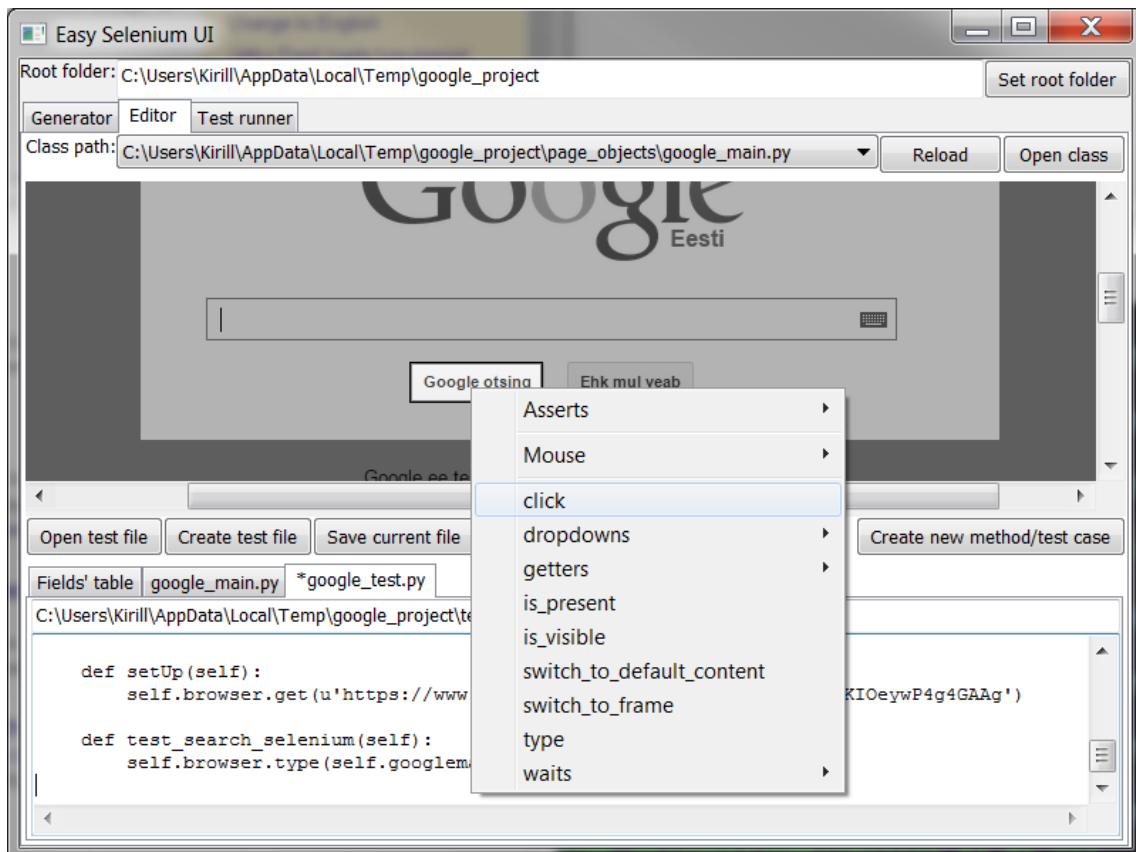 Easy Selenium UI
Root folder: C:\Users\Kirill\AppData\Local\Temp\google_project Set root folder
Generator Editor Test runner
Class path: C:\Users\Kirill\AppData\Local\Temp\google_project\page_objects\google_main.py Reload Open class
Google
Eesti
Google otsing Ehk mul veab
Google.ee
Asserts
Mouse
click
dropdowns
getters
is_present
is_visible
switch_to_default_content
switch_to_frame
type
waits
Open test file Create test file Save current file Create new method/test case
Fields' table google_main.py *google_test.py
C:\Users\Kirill\AppData\Local\Temp\google_project\te
def setUp(self):
self.browser.get(u'https://www KIOeywP4g4GAAg')
def test_search_selenium(self):
self.browser.type(self.googlema